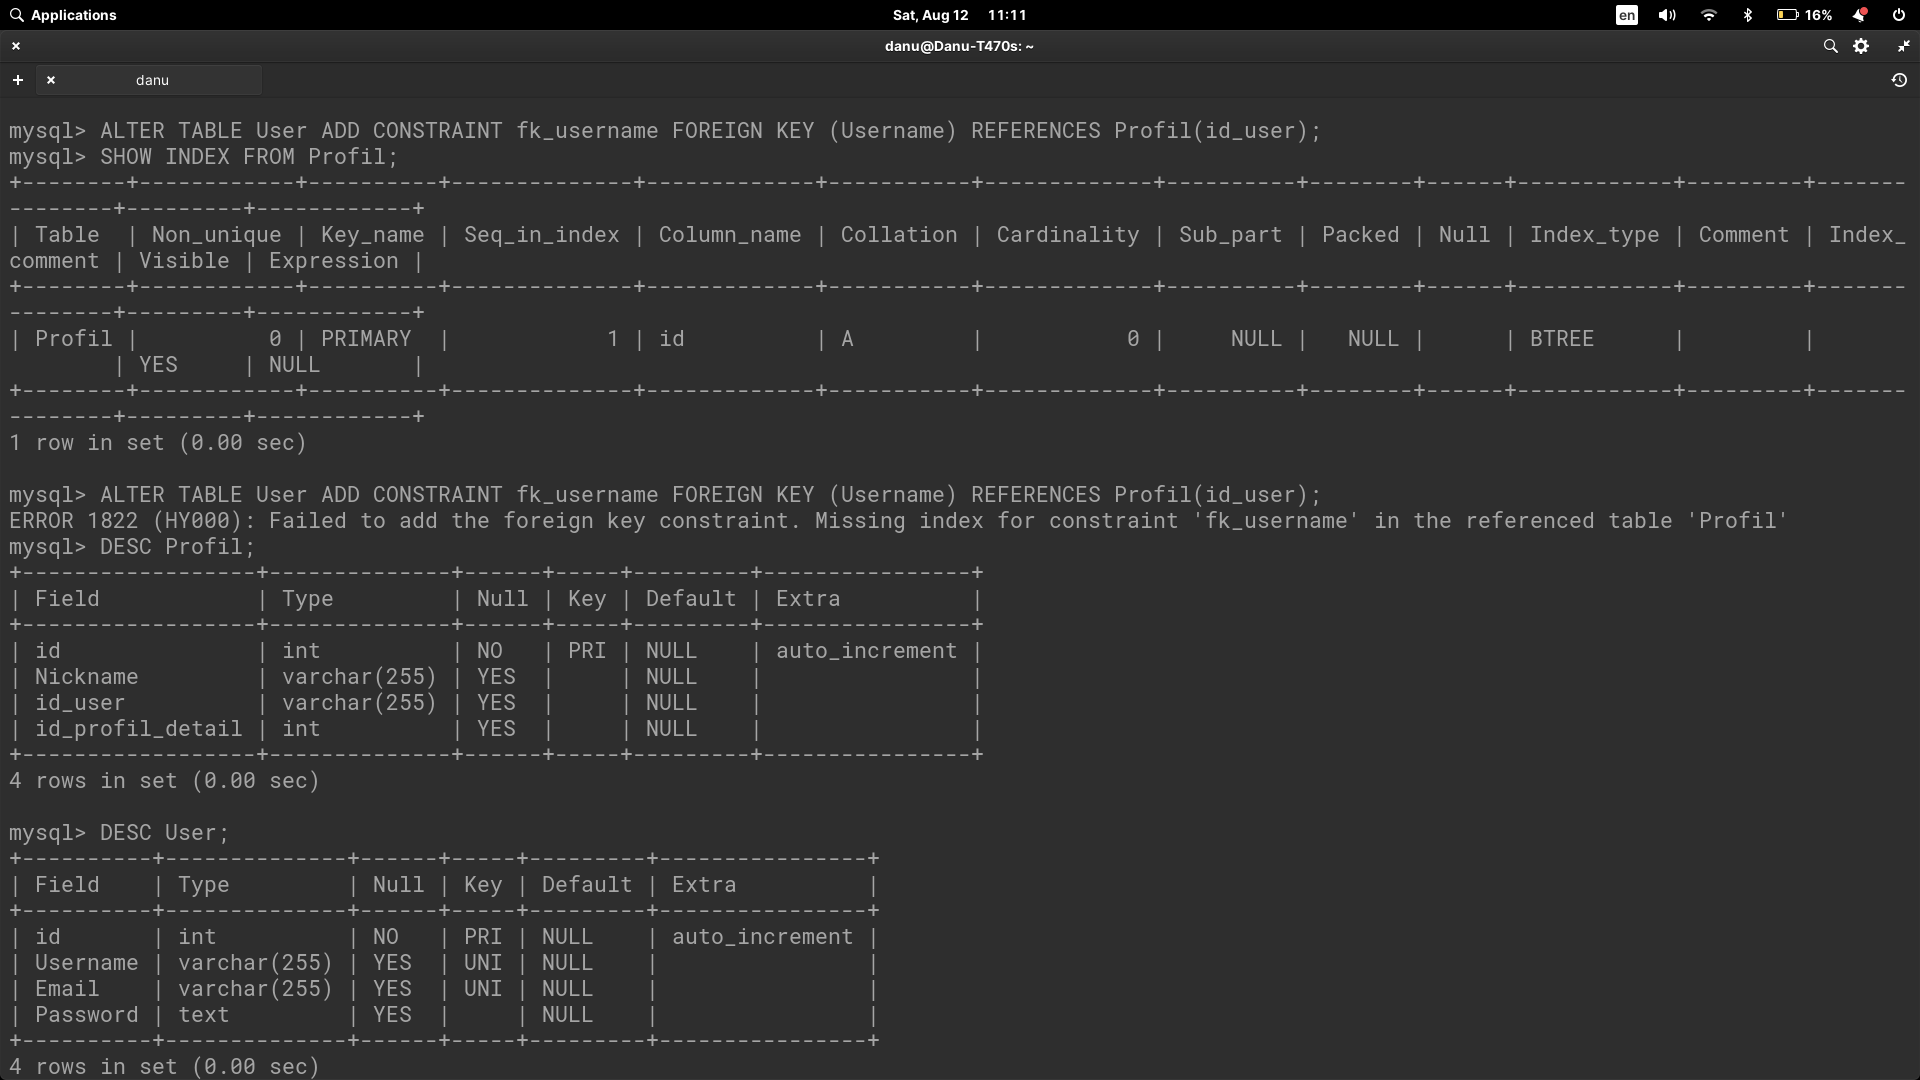 Applications
Sat, Aug 12 11:11
en
16%
danu@Danu-T470s: ~
danu
mysql> ALTER TABLE User ADD CONSTRAINT fk_username FOREIGN KEY (Username) REFERENCES Profil(id_user);
mysql> SHOW INDEX FROM Profil;
+--------+------------+----------+--------------+-------------+-----------+-------------+----------+--------+------+------------+---------+-------
--------+---------+------------+
| Table  | Non_unique | Key_name | Seq_in_index | Column_name | Collation | Cardinality | Sub_part | Packed | Null | Index_type | Comment | Index_
comment | Visible | Expression |
+--------+------------+----------+--------------+-------------+-----------+-------------+----------+--------+------+------------+---------+-------
--------+---------+------------+
| Profil |          0 | PRIMARY  |            1 | id          | A         |           0 |     NULL |   NULL |      | BTREE      |         |
        | YES     | NULL       |
+--------+------------+----------+--------------+-------------+-----------+-------------+----------+--------+------+------------+---------+-------
--------+---------+------------+
1 row in set (0.00 sec)
mysql> ALTER TABLE User ADD CONSTRAINT fk_username FOREIGN KEY (Username) REFERENCES Profil(id_user);
ERROR 1822 (HY000): Failed to add the foreign key constraint. Missing index for constraint 'fk_username' in the referenced table 'Profil'
mysql> DESC Profil;
+------------------+--------------+------+-----+---------+----------------+
| Field            | Type         | Null | Key | Default | Extra          |
+------------------+--------------+------+-----+---------+----------------+
| id               | int          | NO   | PRI | NULL    | auto_increment |
| Nickname         | varchar(255) | YES  |     | NULL    |                |
| id_user          | varchar(255) | YES  |     | NULL    |                |
| id_profil_detail | int          | YES  |     | NULL    |                |
+------------------+--------------+------+-----+---------+----------------+
4 rows in set (0.00 sec)
mysql> DESC User;
+----------+--------------+------+-----+---------+----------------+
| Field    | Type         | Null | Key | Default | Extra          |
+----------+--------------+------+-----+---------+----------------+
| id       | int          | NO   | PRI | NULL    | auto_increment |
| Username | varchar(255) | YES  | UNI | NULL    |                |
| Email    | varchar(255) | YES  | UNI | NULL    |                |
| Password | text         | YES  |     | NULL    |                |
+----------+--------------+------+-----+---------+----------------+
4 rows in set (0.00 sec)